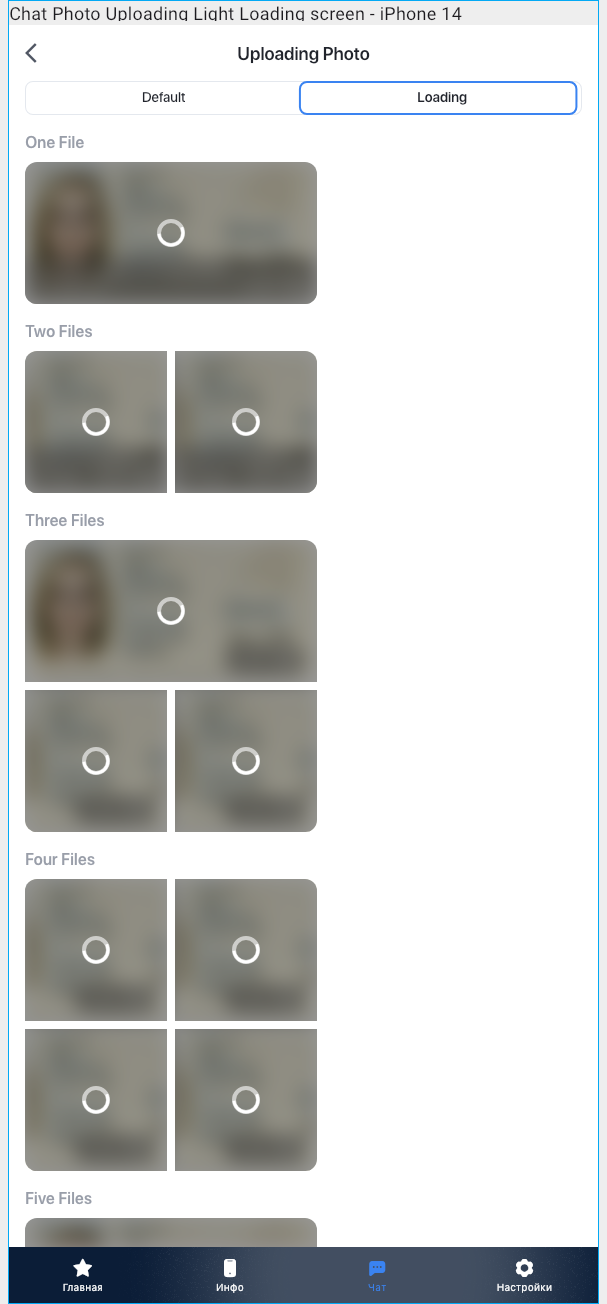 Chat Photo Uploading Light Loading screen - iPhone 14
Uploading Photo
Default
Loading
One File
Two Files
Three Files
Four Files
Five Files
Главная
Инфо
Чат
Настройки